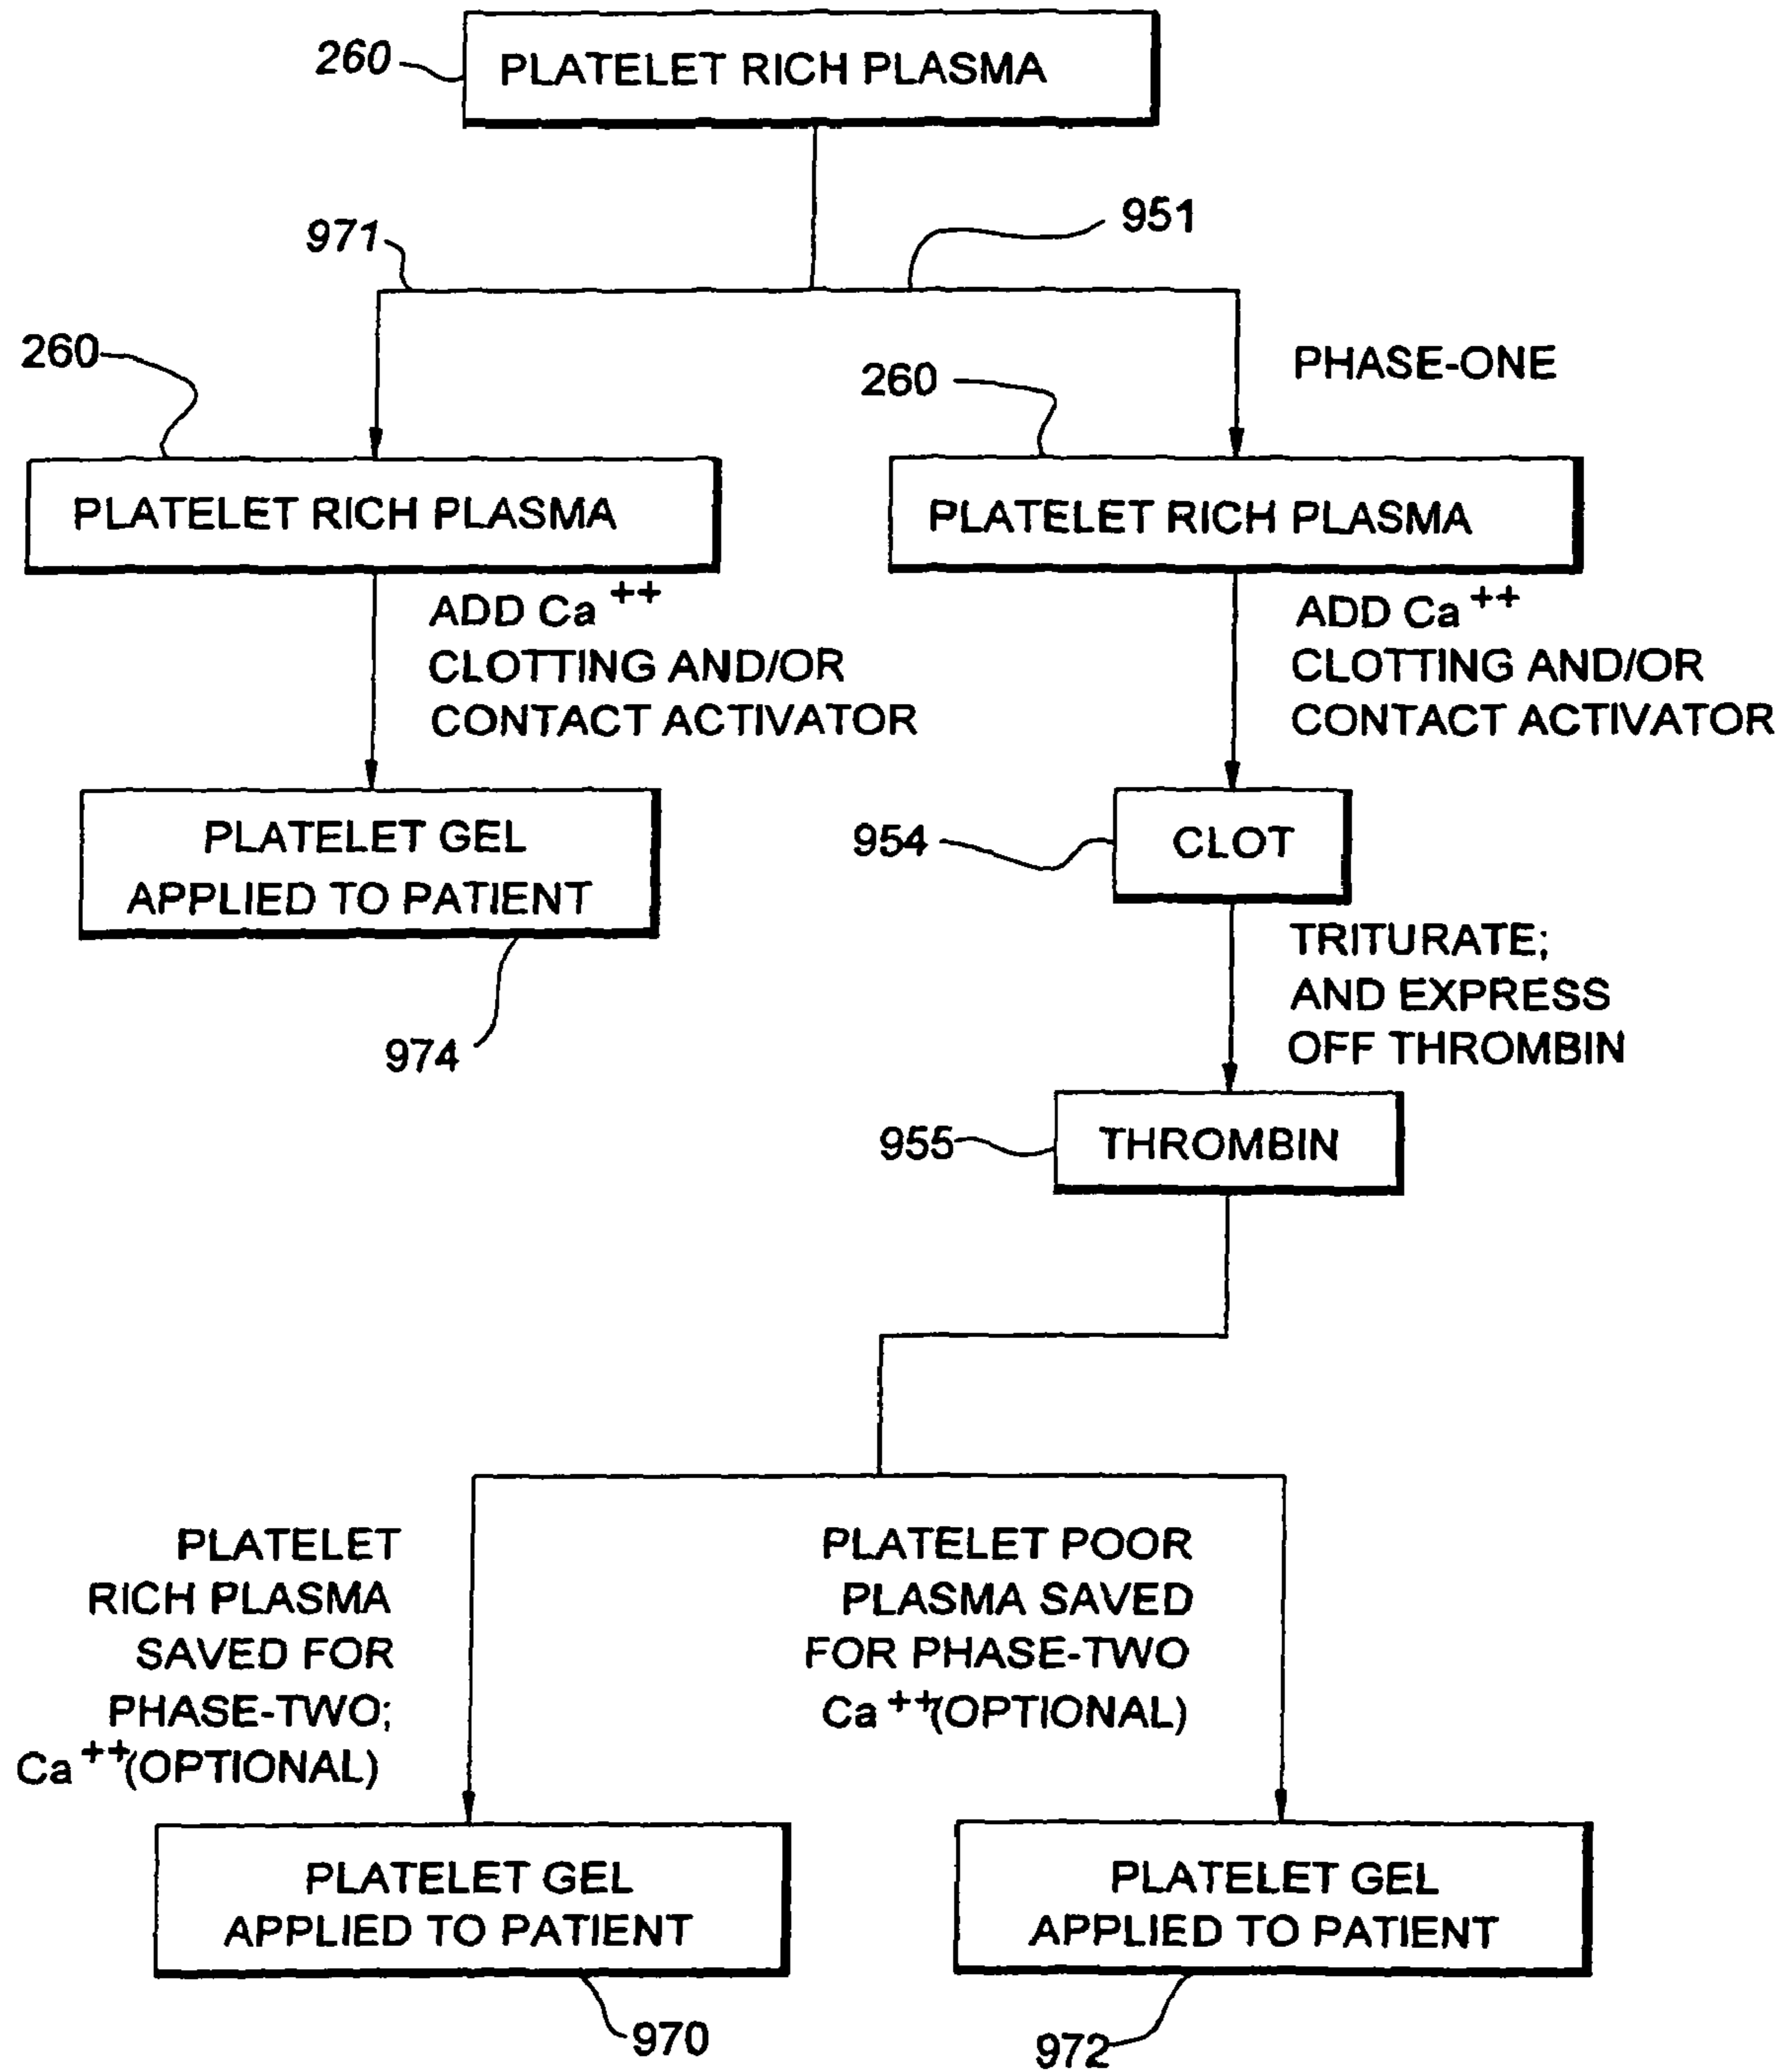 260
PLATELET RICH PLASMA
971
951
260
260
PHASE-ONE
PLATELET RICH PLASMA
PLATELET RICH PLASMA
ADD Ca ++
CLOTTING AND/OR
CONTACT ACTIVATOR
ADD Ca ++
CLOTTING AND/OR
CONTACT ACTIVATOR
PLATELET GEL
APPLIED TO PATIENT
974
954
CLOT
TRITURATE;
AND EXPRESS
OFF THROMBIN
955
THROMBIN
PLATELET
RICH PLASMA
SAVED FOR
PHASE-TWO;
Ca ++(OPTIONAL)
PLATELET POOR
PLASMA SAVED
FOR PHASE-TWO
Ca ++(OPTIONAL)
PLATELET GEL
APPLIED TO PATIENT
970
PLATELET GEL
APPLIED TO PATIENT
972